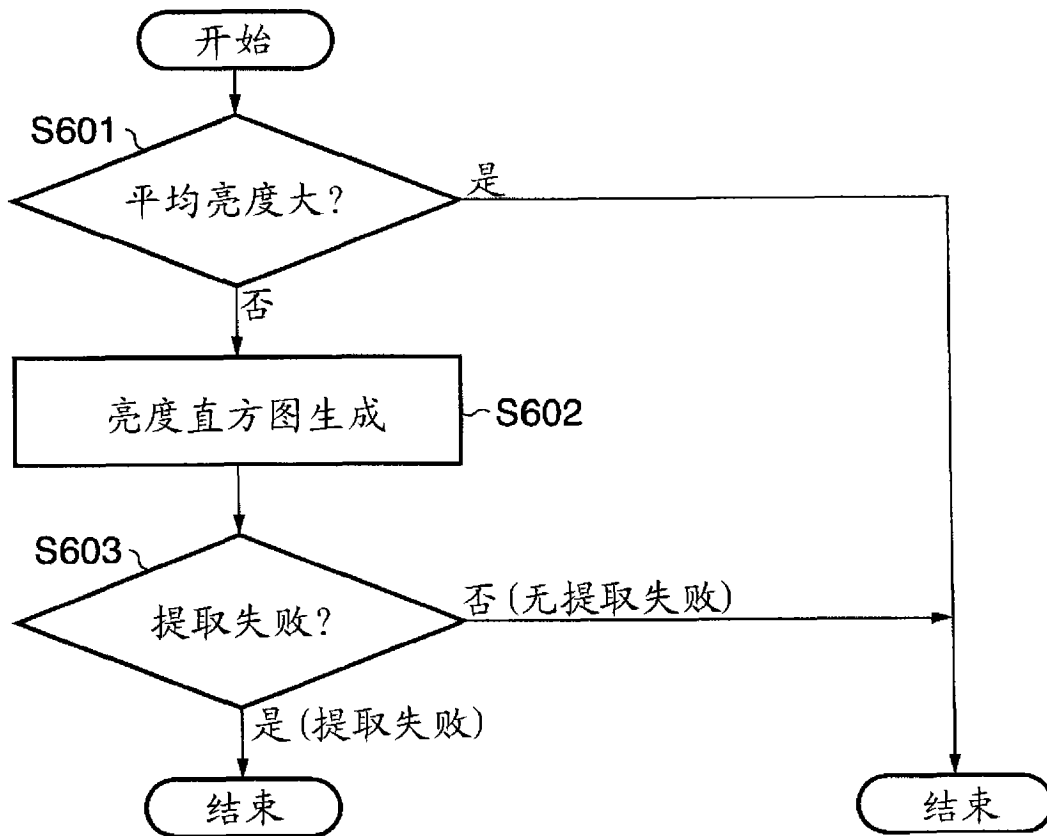 开始
S601
平均亮度大?
是
否
亮度直方图生成
S602
S603
提取失败?
否(无提取失败)
是(提取失败)
结束
结束